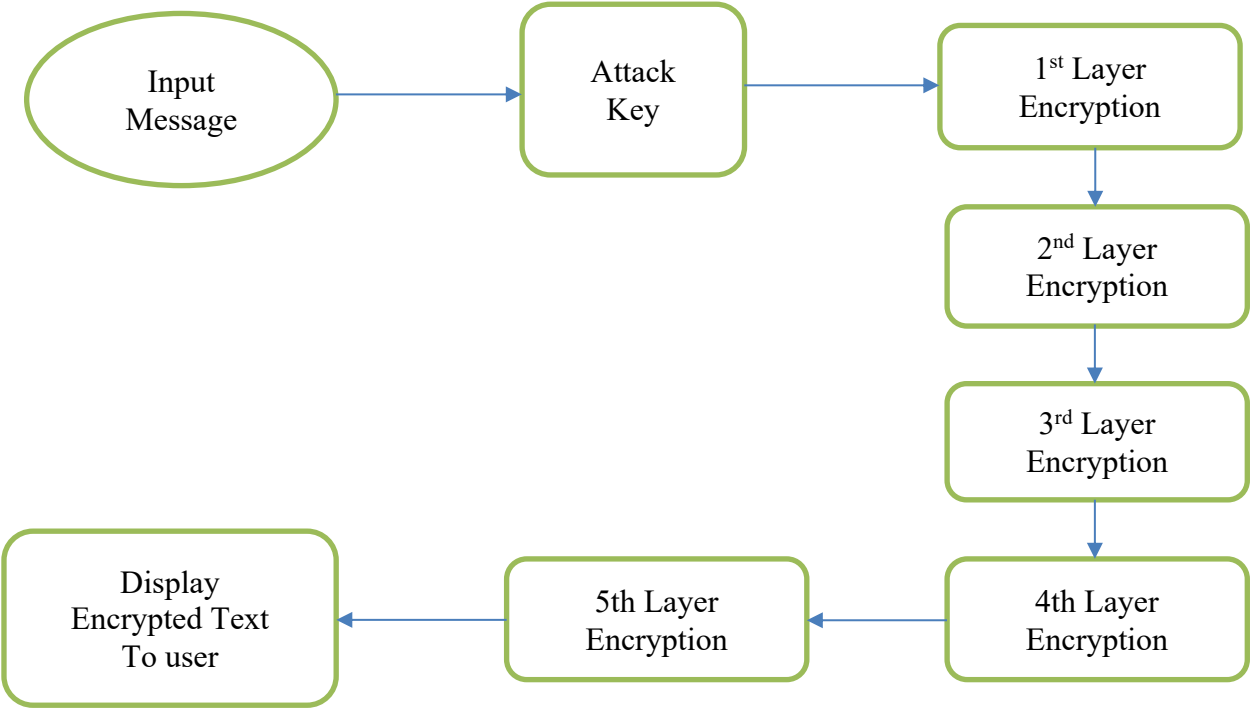 Input
Message
Attack
Key
1st Layer
Encryption
2nd Layer
Encryption
3rd Layer
Encryption
4th Layer
Encryption
5th Layer
Encryption
Display
Encrypted Text
To user